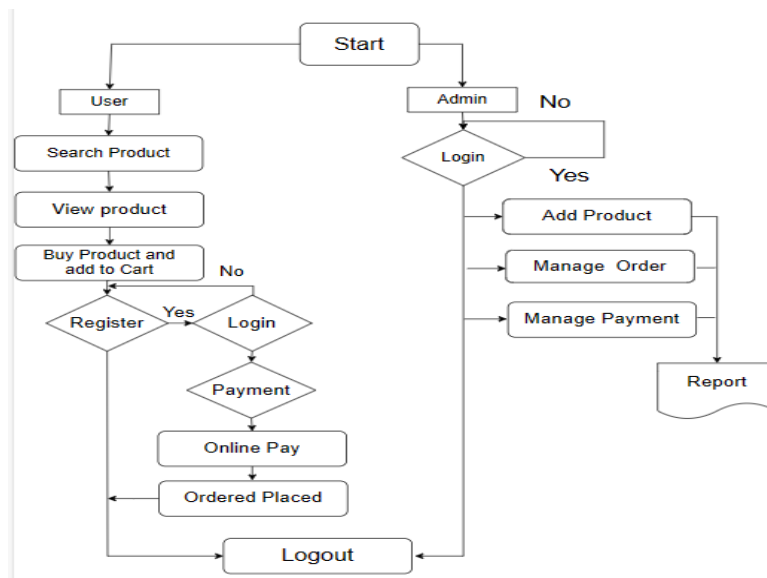 Start
User
Admin
No
Search Product
Login
Yes
View product
Add Product
Buy Product and
add to Cart
No
Manage Order
Register
Yes
Login
Manage Payment
Payment
Report
Online Pay
Ordered Placed
Logout